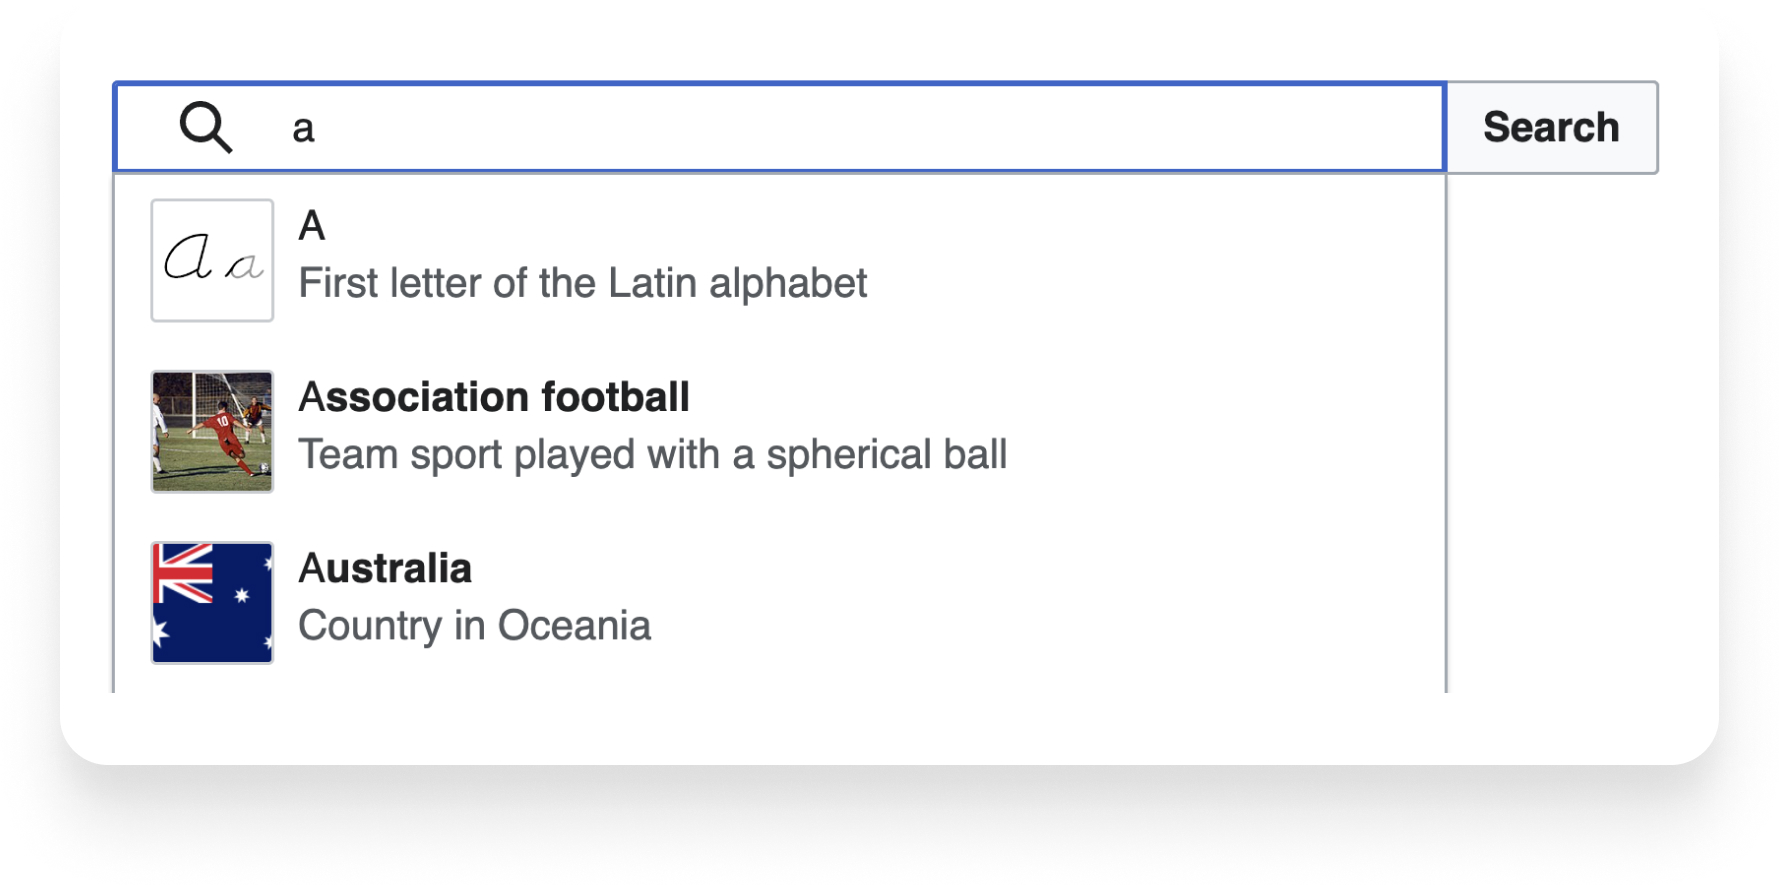 a
Search
A a
A
First letter of the Latin alphabet
10
Association football
Team sport played with a spherical ball
Australia
Country in Oceania